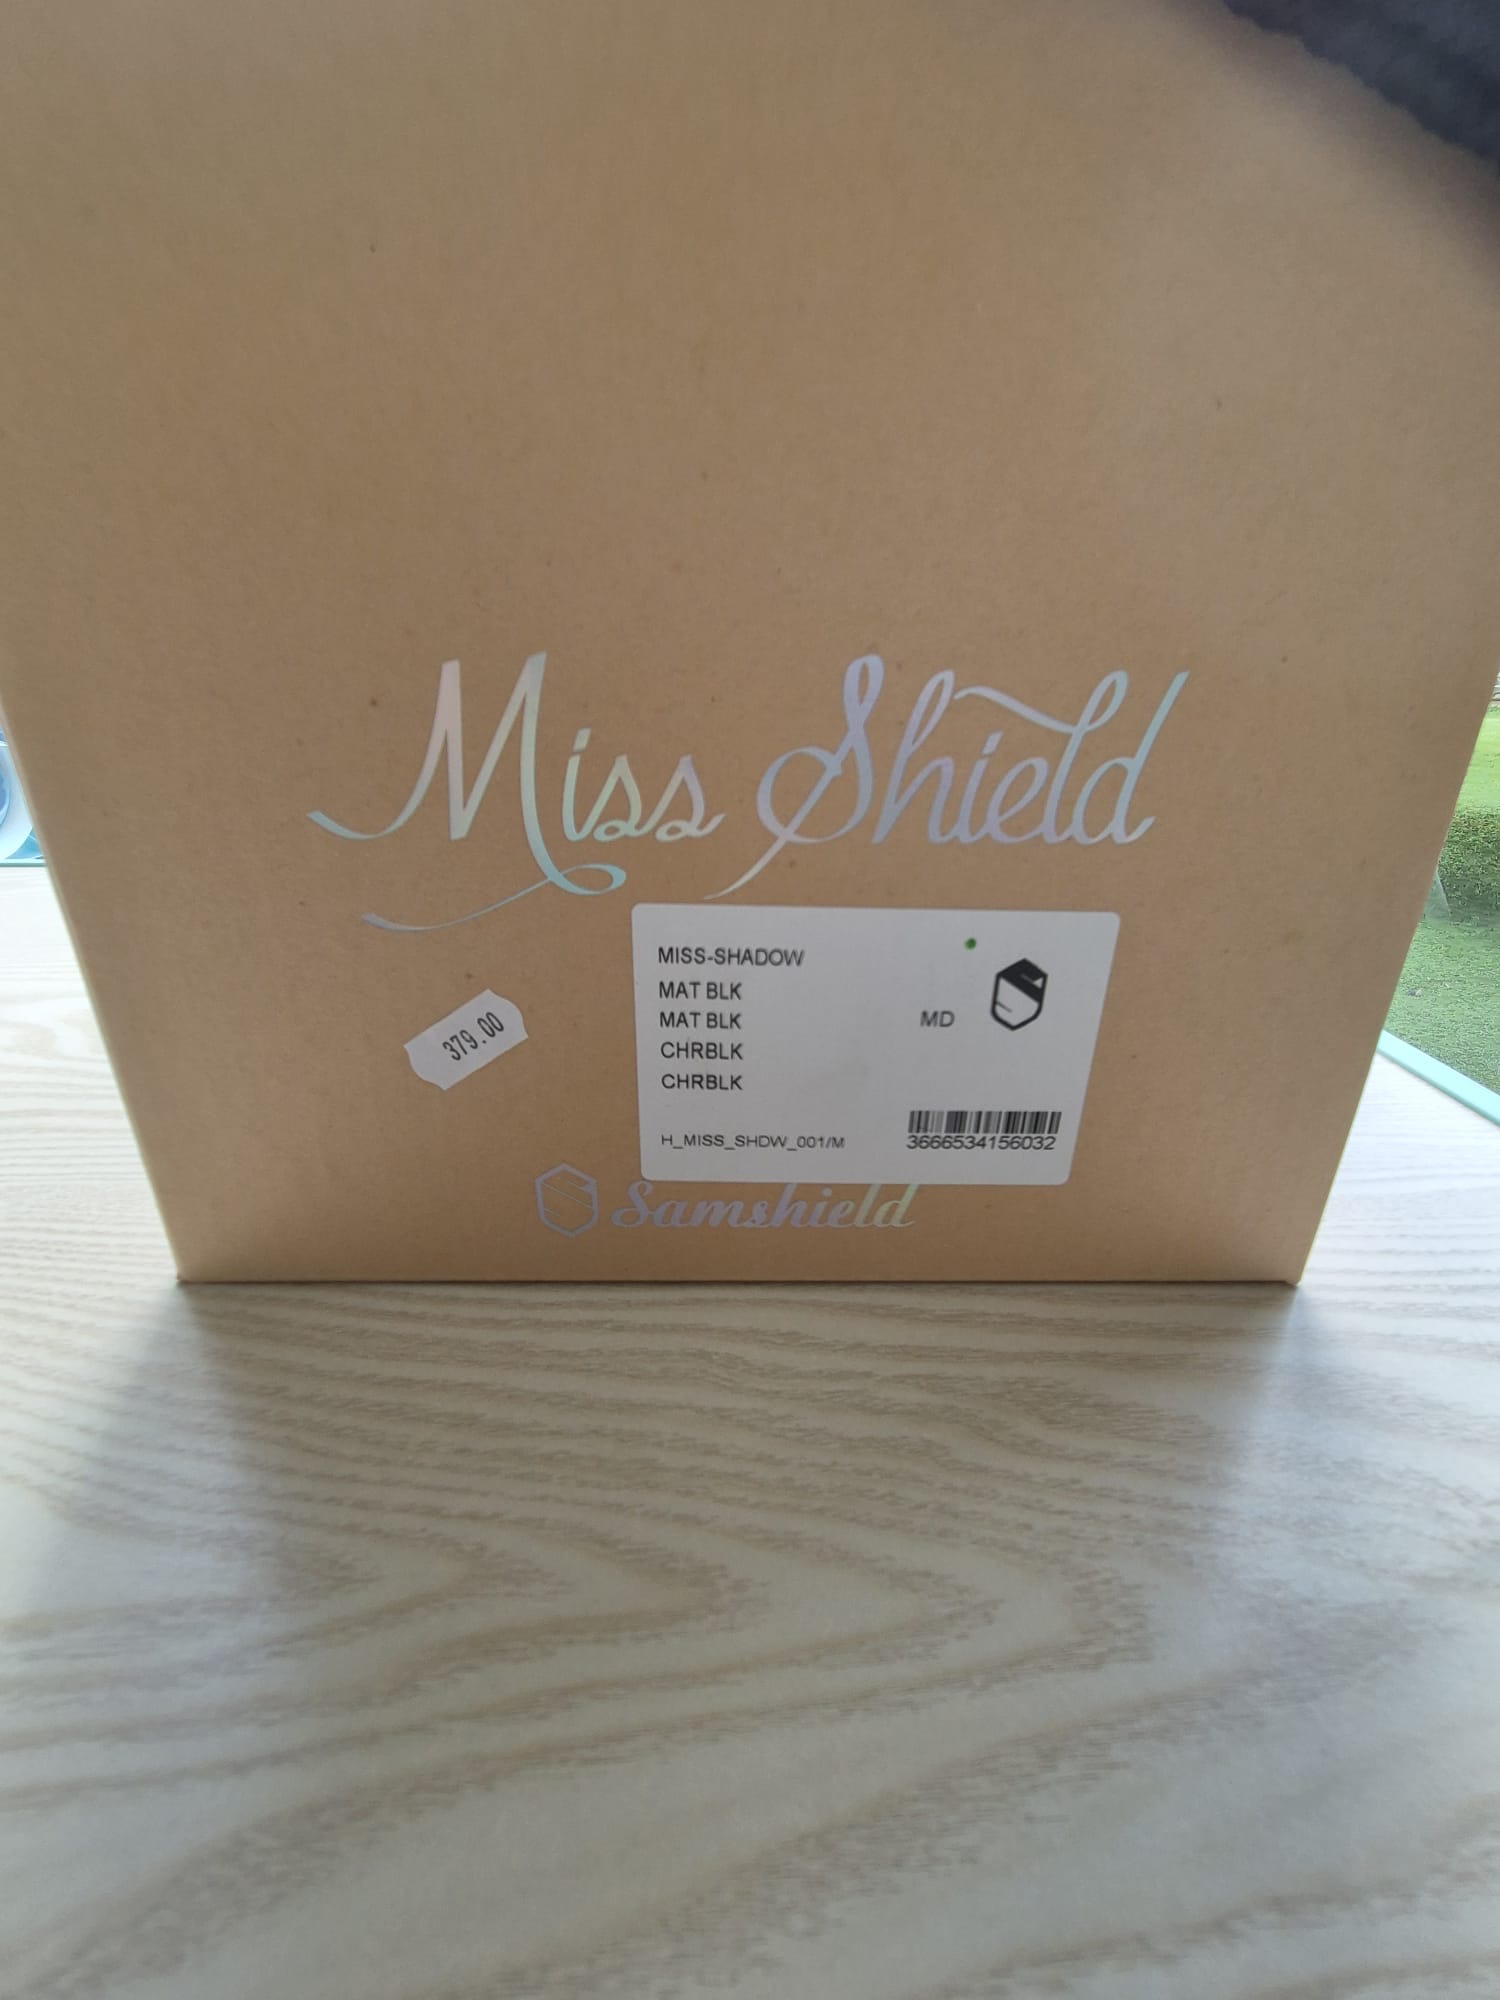 Miss Shield
379.00
MISS-SHADOW
MAT BLK
MAT BLK
CHRBLK
CHRBLK
MD
H_MISS_SHDW_001/M
3666534156032
Samshield